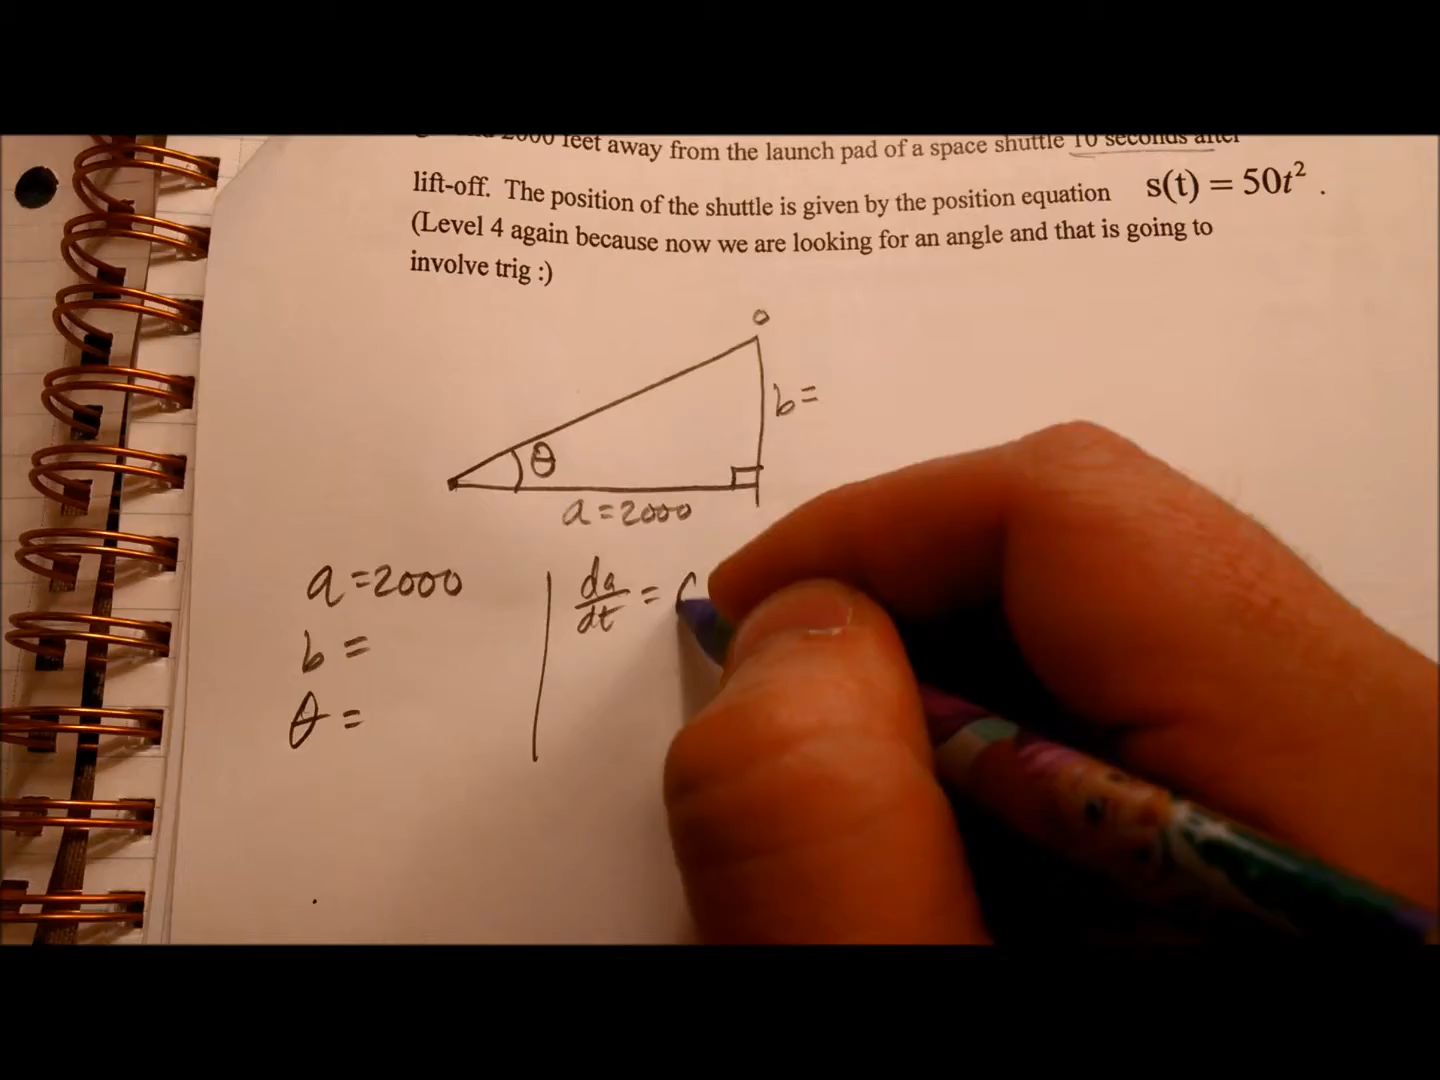 2000 feet away from the launch pad of a space shuttle 10 seconds after
lift-off. The position of the shuttle is given by the position equation s(t) = 50t² .
(Level 4 again because now we are looking for an angle and that is going to
involve trig :)
b =
θ
a = 2000
a = 2000
b =
θ =
da/dt =